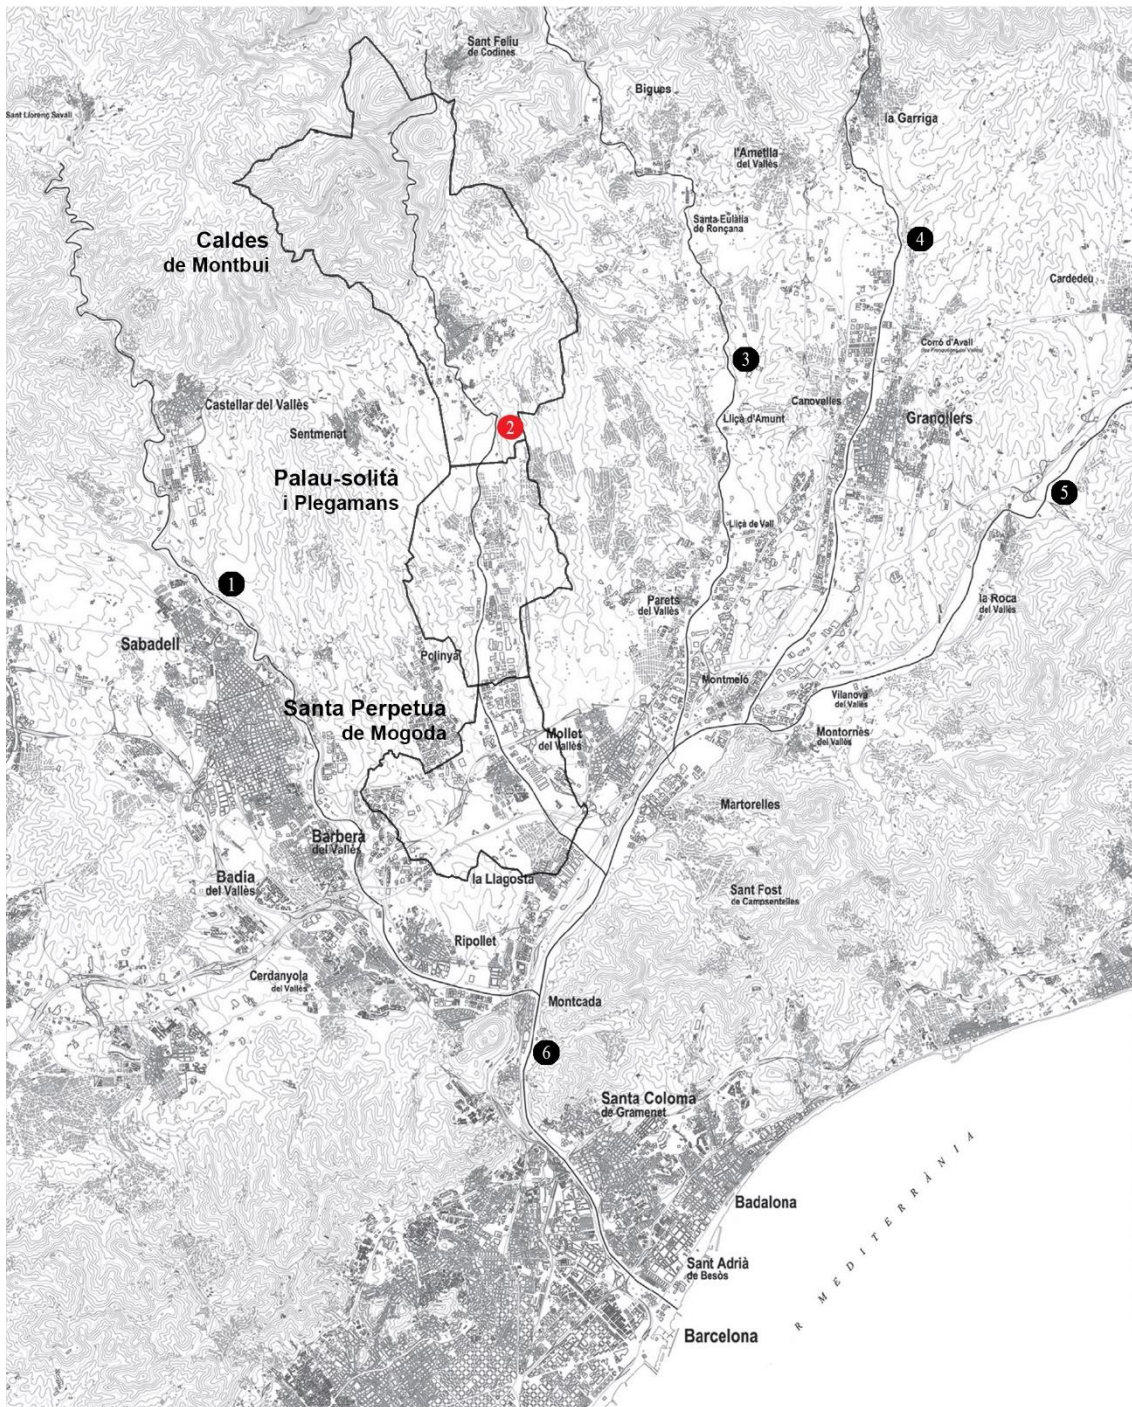 Sant Feliu
de Codines
Sant Llorenç Savall
Bigues
la Garriga
l'Ametlla
del Vallès
Santa Eulàlia
de Ronçana
Caldes
de Montbui
4
Cardedeu
Corró d'Avall
3
Castellar del Vallès
Sentmenat
Canovelles
Lliçà d'Amunt
Granollers
2
Palau-solità
i Plegamans
5
Lliçà de Vall
1
Parets
del Vallès
la Roca
del Vallès
Sabadell
Polinyà
Montmeló
Vilanova
del Vallès
Santa Perpetua
de Mogoda
Mollet
del Vallès
Montornès
del Vallès
Martorelles
Barberà
del Vallès
Badia
del Vallès
la Llagosta
Sant Fost
de Campsentelles
Ripollet
Cerdanyola
del Vallès
Montcada
6
Santa Coloma
de Gramenet
Badalona
Sant Adrià
de Besòs
Barcelona
R MEDITERRÀNIA